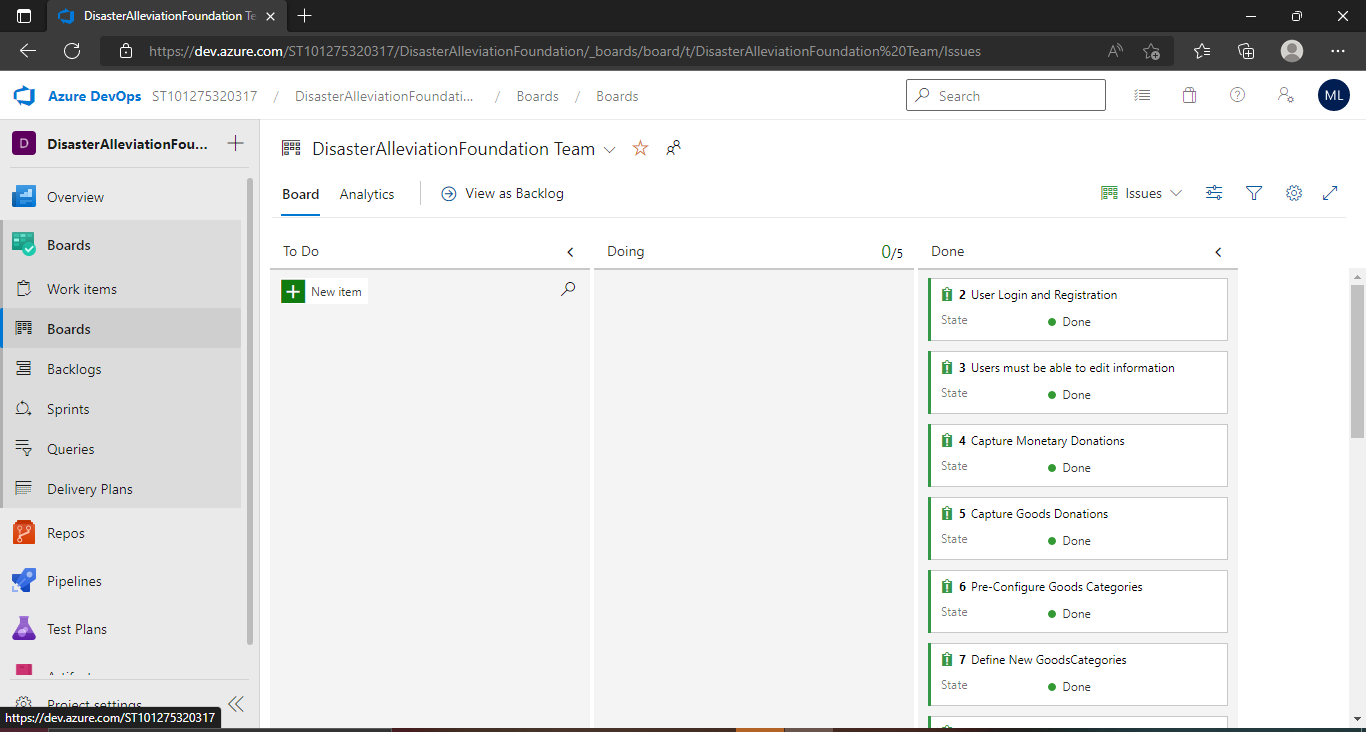 DisasterAlleviationFoundation Te
https://dev.azure.com/ST101275320317/DisasterAlleviationFoundation/_boards/board/t/DisasterAlleviationFoundation%20Team/Issues
Azure DevOps ST101275320317 / DisasterAlleviationFoundati... / Boards / Boards
Search
ML
D DisasterAlleviationFou...
Overview
Boards
Work items
Boards
Backlogs
Sprints
Queries
Delivery Plans
Repos
Pipelines
Test Plans
Project settings
https://dev.azure.com/ST101275320317
DisasterAlleviationFoundation Team
Board Analytics View as Backlog
Issues
To Do
New item
Doing 0/5
Done
2 User Login and Registration
State Done
3 Users must be able to edit information
State Done
4 Capture Monetary Donations
State Done
5 Capture Goods Donations
State Done
6 Pre-Configure Goods Categories
State Done
7 Define New GoodsCategories
State Done